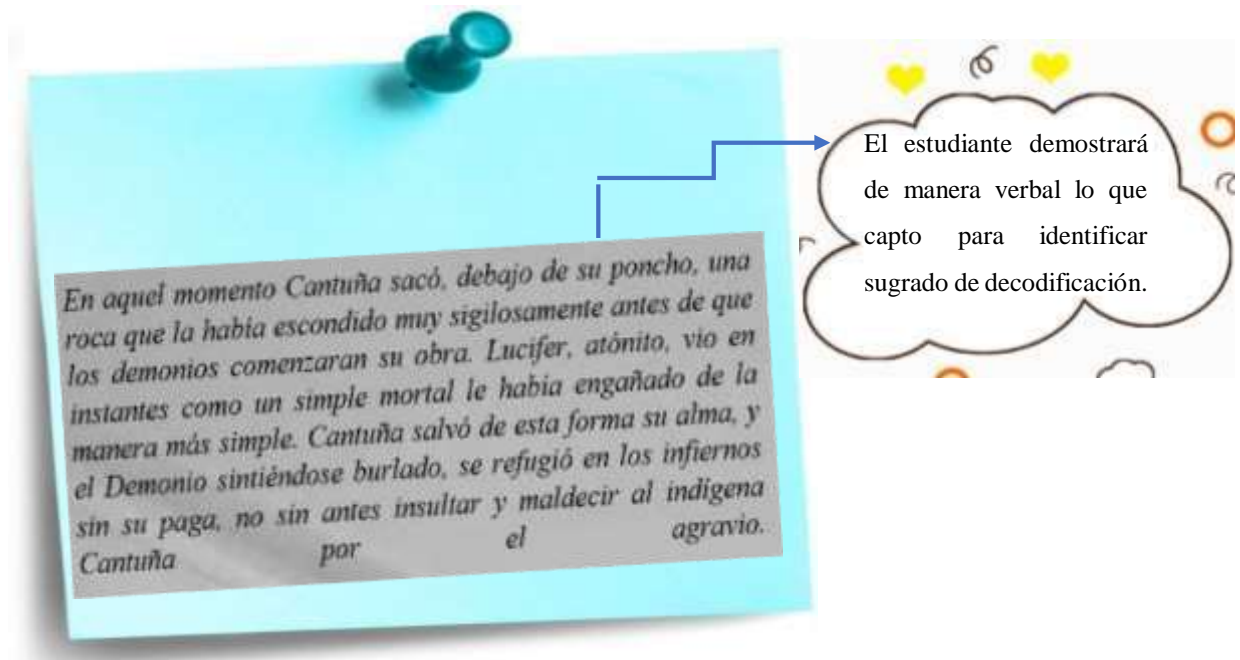 En aquel momento Cantuña sacó, debajo de su poncho, una
roca que la había escondido muy sigilosamente antes de que
los demonios comenzaran su obra. Lucifer, atónito, vio en
instantes como un simple mortal le había engañado de la
manera más simple. Cantuña salvó de esta forma su alma, y
el Demonio sintiéndose burlado, se refugió en los infiernos
sin su paga, no sin antes insultar y maldecir al indígena
Cantuña por el agravio.
El estudiante demostrará
de manera verbal lo que
capto para identificar
sugrado de decodificación.